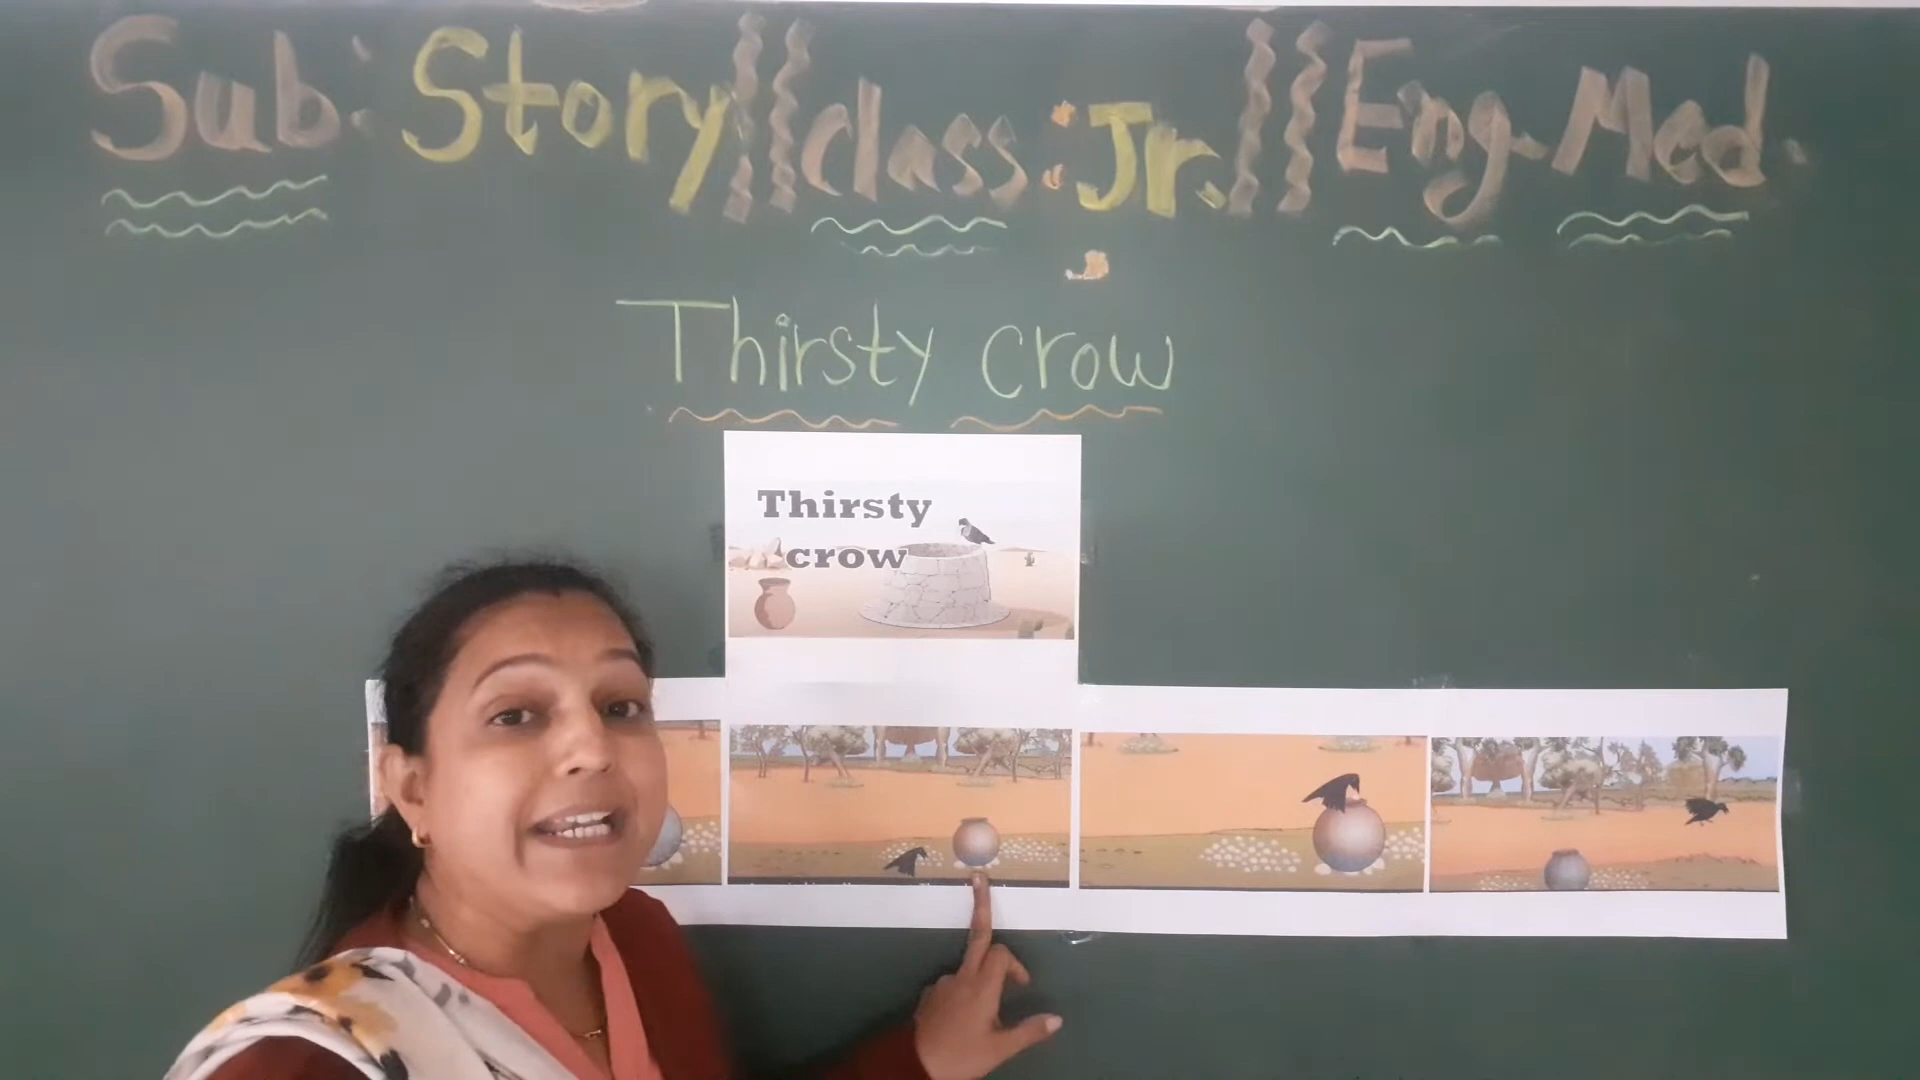 Sub: Story || class: Jr. || Eng. Med.
Thirsty crow
Thirsty
crow